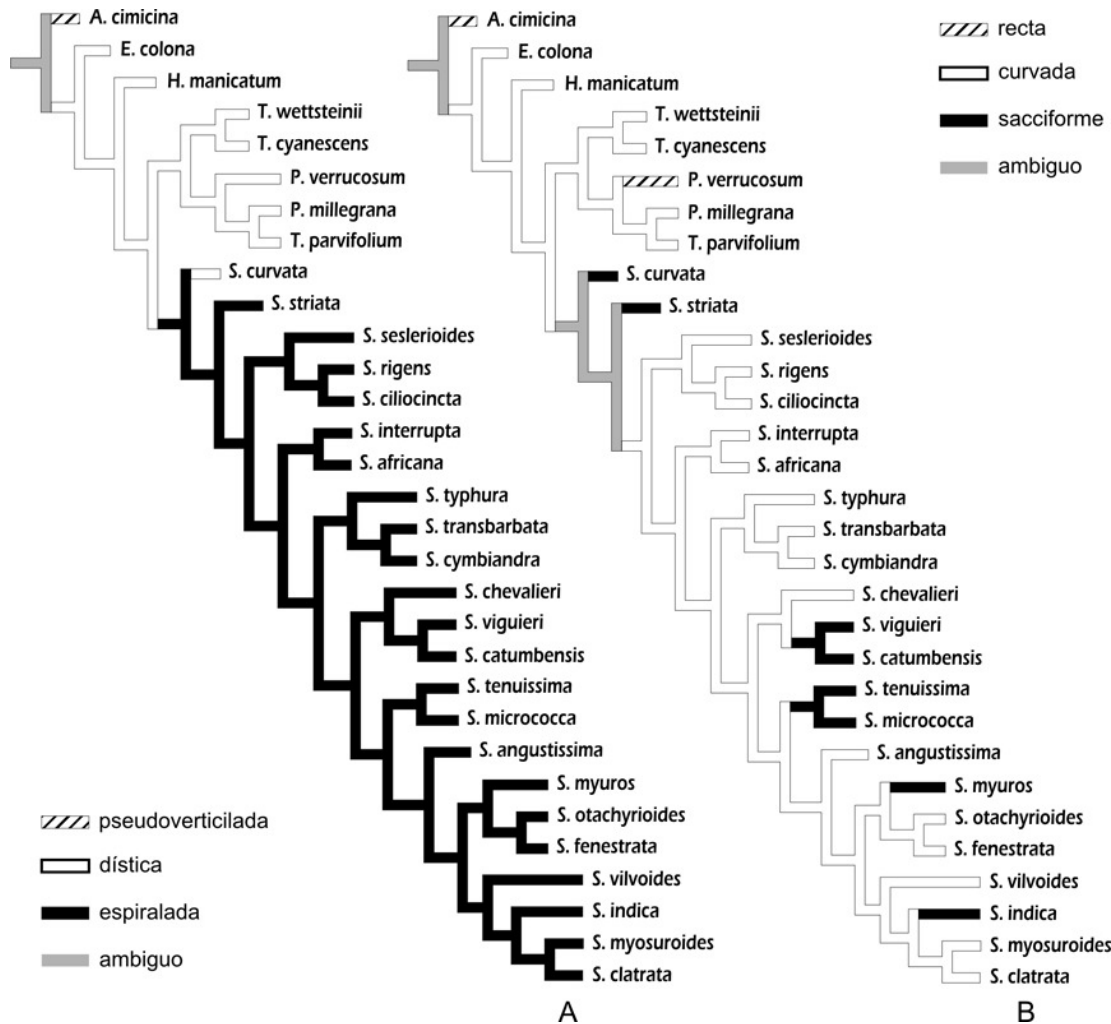 A. cimicina
E. colona
H. manicatum
T. wettsteinii
T. cyanescens
P. verrucosum
P. millegrana
T. parvifolium
S. curvata
S. striata
S. seslerioides
S. rigens
S. ciliocincta
S. interrupta
S. africana
S. typhura
S. transbarbata
S. cymbiandra
S. chevalieri
S. viguieri
S. catumbensis
S. tenuissima
S. micrococca
S. angustissima
S. myuros
S. otachyrioides
S. fenestrata
S. vilvoides
S. indica
S. myosuroides
S. clatrata
pseudoverticilada
dística
espiralada
ambiguo
A
A. cimicina
E. colona
H. manicatum
T. wettsteinii
T. cyanescens
P. verrucosum
P. millegrana
T. parvifolium
S. curvata
S. striata
S. seslerioides
S. rigens
S. ciliocincta
S. interrupta
S. africana
S. typhura
S. transbarbata
S. cymbiandra
S. chevalieri
S. viguieri
S. catumbensis
S. tenuissima
S. micrococca
S. angustissima
S. myuros
S. otachyrioides
S. fenestrata
S. vilvoides
S. indica
S. myosuroides
S. clatrata
recta
curvada
sacciforme
ambiguo
B